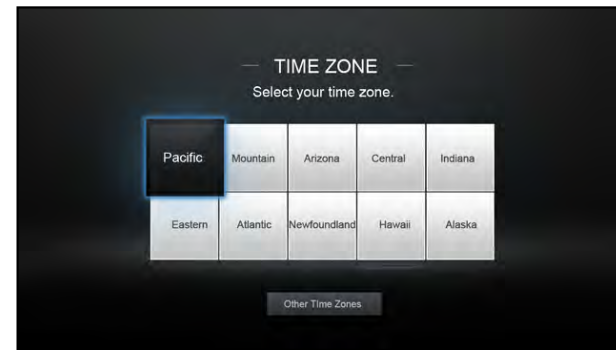 TIME ZONE
Select your time zone.
Pacific Mountain Arizona Central Indiana
Eastern Atlantic Newfoundland Hawaii Alaska
Other Time Zones